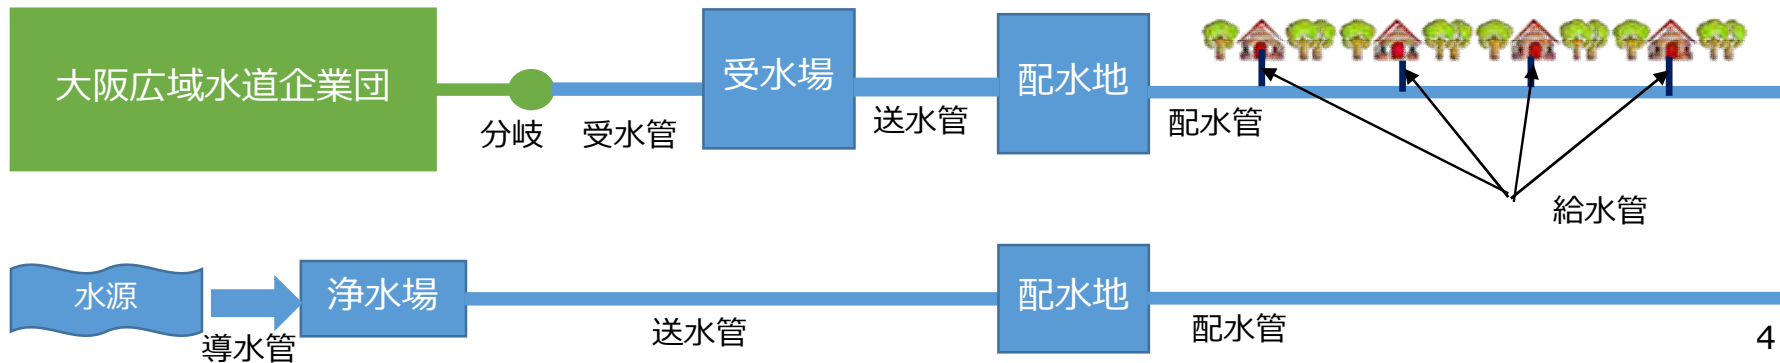 大阪広域水道企業団
分岐
受水管
受水場
送水管
配水地
配水管
給水管
水源
導水管
浄水場
送水管
配水地
配水管
4